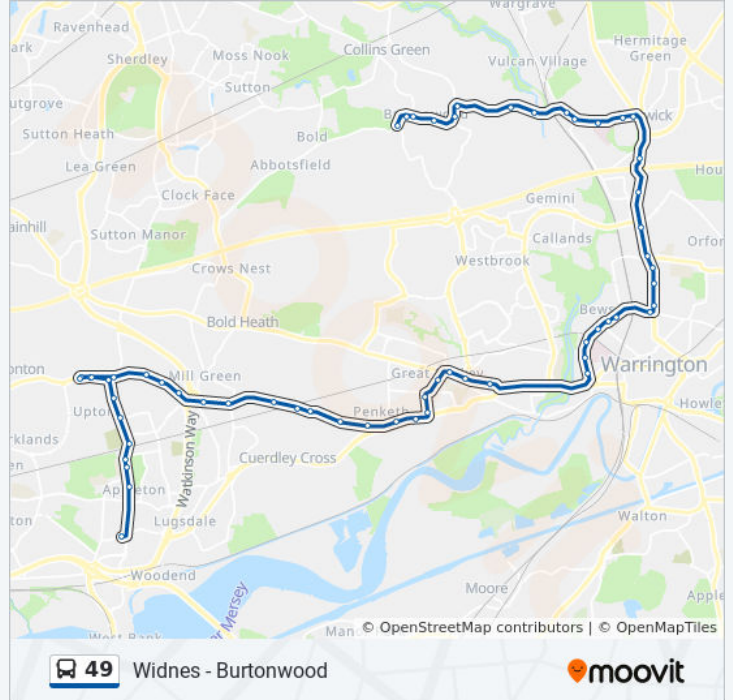 Wargrave
Ravenhead
Hermitage
Green
Collins Green
Moss Nook
Sherdley
Vulcan Village
Sutton
Sutton Heath
Bold
Abbotsfield
Lea Green
Clock Face
Gemini
Sutton Manor
Callands
Westbrook
Crows Nest
Bold Heath
Warrington
Mill Green
Great
Penketh
Watkinson Way
Cuerdley Cross
Lugsdale
Walton
Woodend
Moore
© OpenStreetMap contributors | © OpenMapTiles
49 Widnes - Burtonwood
moovit